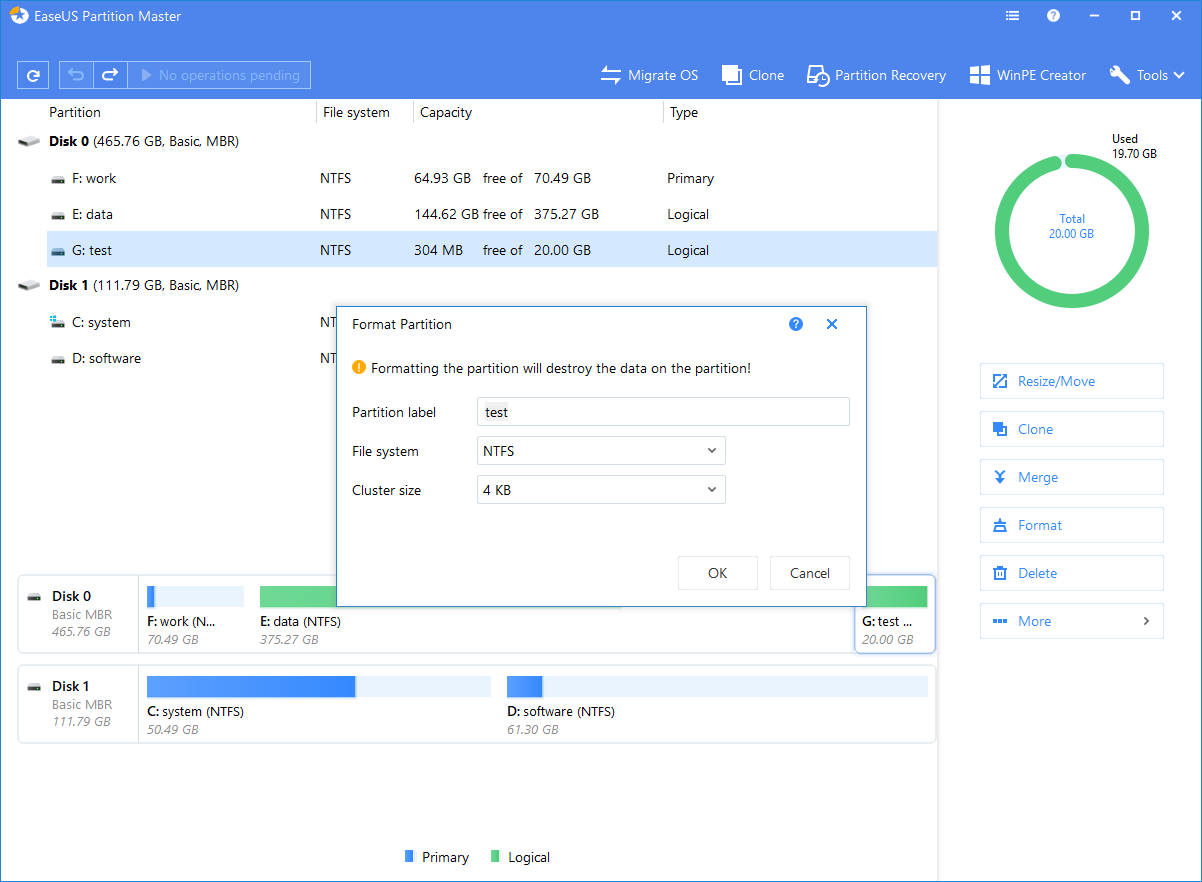 EaseUS Partition Master
No operations pending
Migrate OS
Clone
Partition Recovery
WinPE Creator
Tools
Partition File system Capacity Type
Disk 0 (465.76 GB, Basic, MBR)
F: work NTFS 64.93 GB free of 70.49 GB Primary
E: data NTFS 144.62 GB free of 375.27 GB Logical
G: test NTFS 304 MB free of 20.00 GB Logical
Disk 1 (111.79 GB, Basic, MBR)
C: system NT
D: software NT
Used
19.70 GB
Total
20.00 GB
Format Partition
Formatting the partition will destroy the data on the partition!
Partition label test
File system NTFS
Cluster size 4 KB
OK Cancel
Resize/Move
Clone
Merge
Format
Delete
More
Disk 0
Basic MBR
465.76 GB
F: work (N...
70.49 GB
E: data (NTFS)
375.27 GB
G: test ...
20.00 GB
Disk 1
Basic MBR
111.79 GB
C: system (NTFS)
50.49 GB
D: software (NTFS)
61.30 GB
Primary Logical